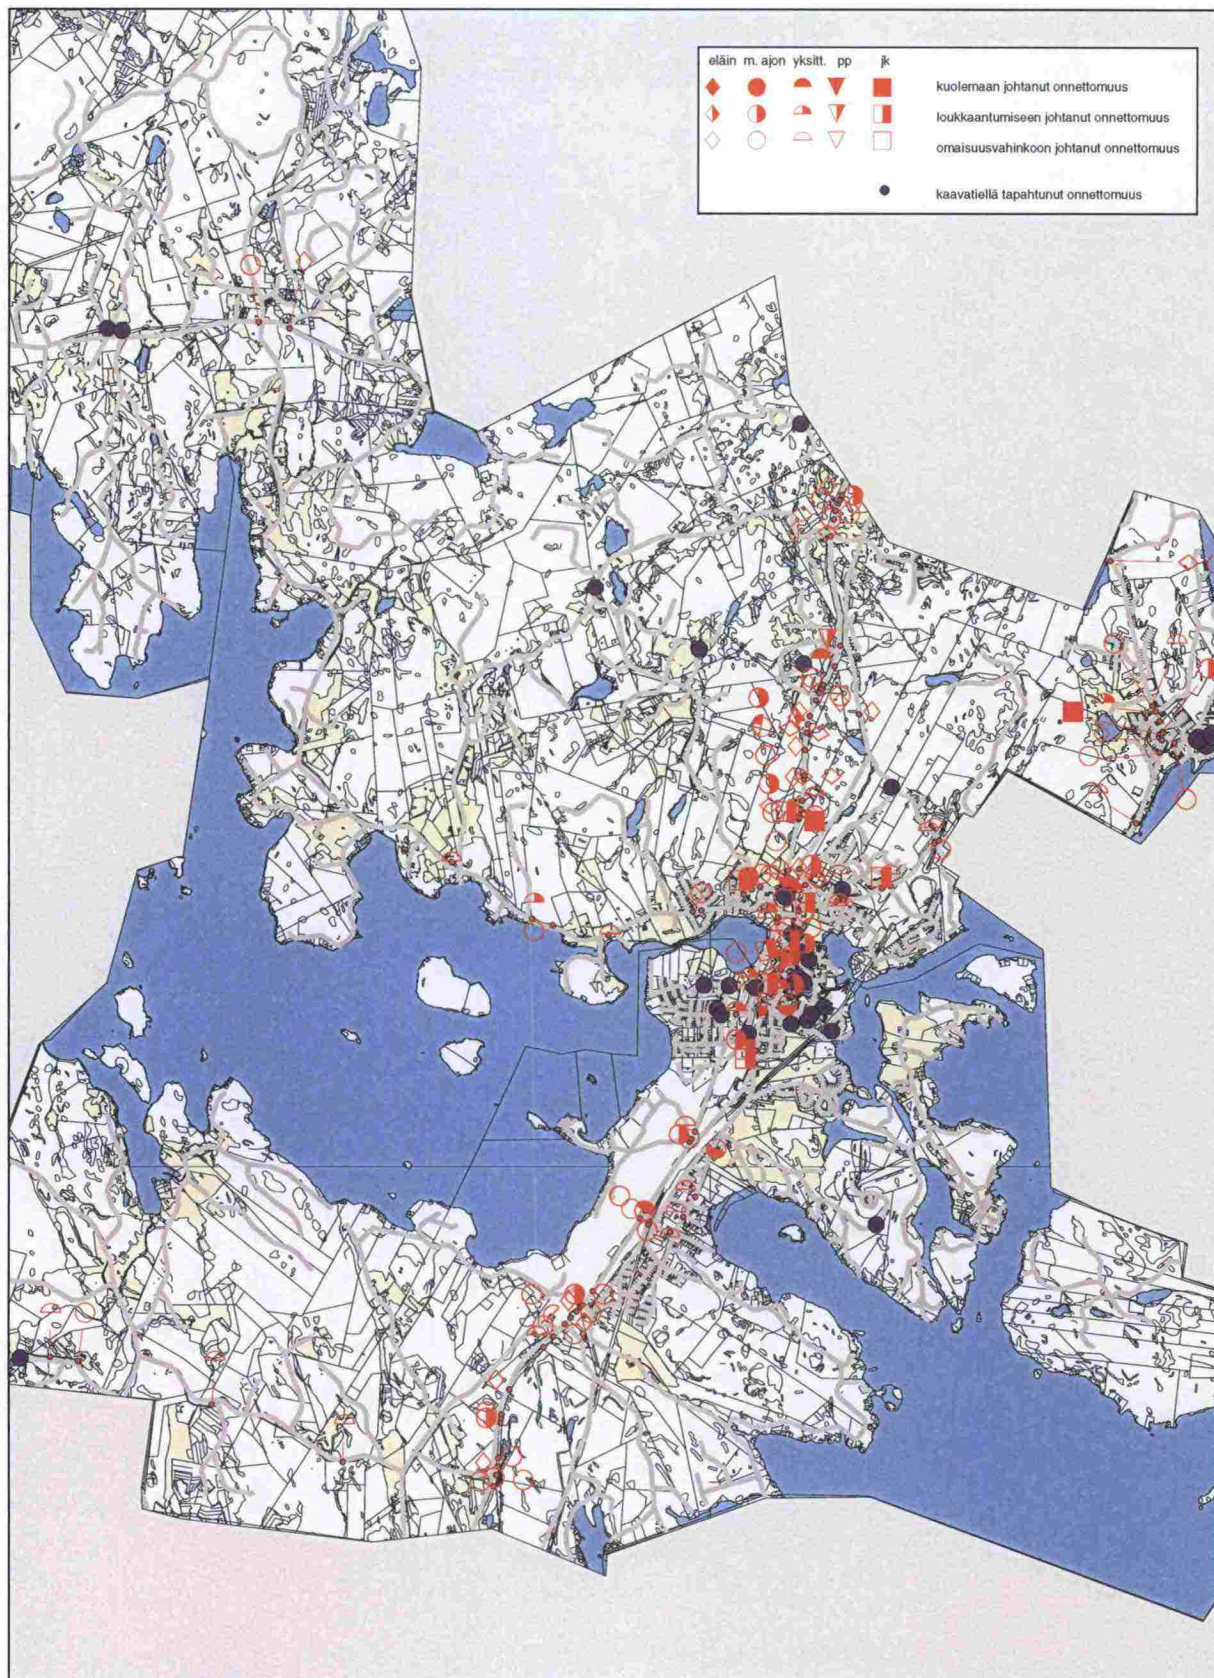 eläin m. ajon yksitt. pp jk
kuolemaan johtanut onnettomuus
loukkaantumiseen johtanut onnettomuus
omaisuusvahinkoon johtanut onnettomuus
kaavatiellä tapahtunut onnettomuus